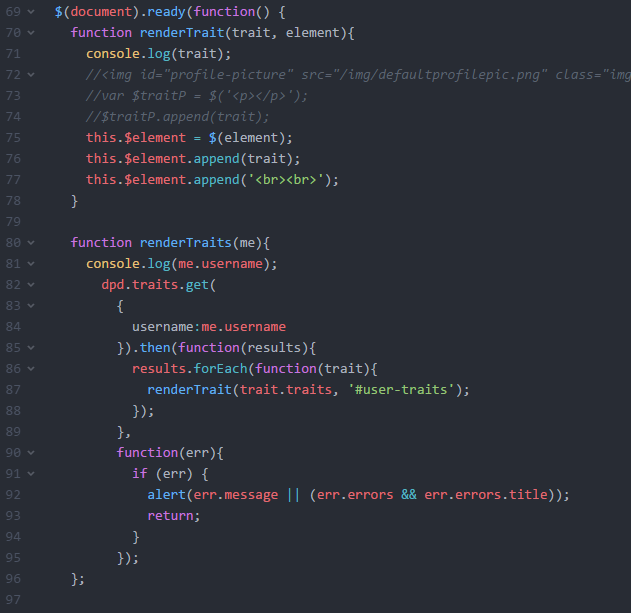 69 $(document).ready(function() {
70   function renderTrait(trait, element){
71     console.log(trait);
72     //<img id="profile-picture" src="/img/defaultprofilepic.png" class="img
73     //var $traitP = $('<p></p>');
74     //$traitP.append(trait);
75     this.$element = $(element);
76     this.$element.append(trait);
77     this.$element.append('<br><br>');
78   }
79
80   function renderTraits(me){
81     console.log(me.username);
82       dpd.traits.get(
83         {
84           username:me.username
85         }).then(function(results){
86           results.forEach(function(trait){
87             renderTrait(trait.traits, '#user-traits');
88           });
89         },
90         function(err){
91           if (err) {
92             alert(err.message || (err.errors && err.errors.title));
93             return;
94           }
95         });
96   };
97